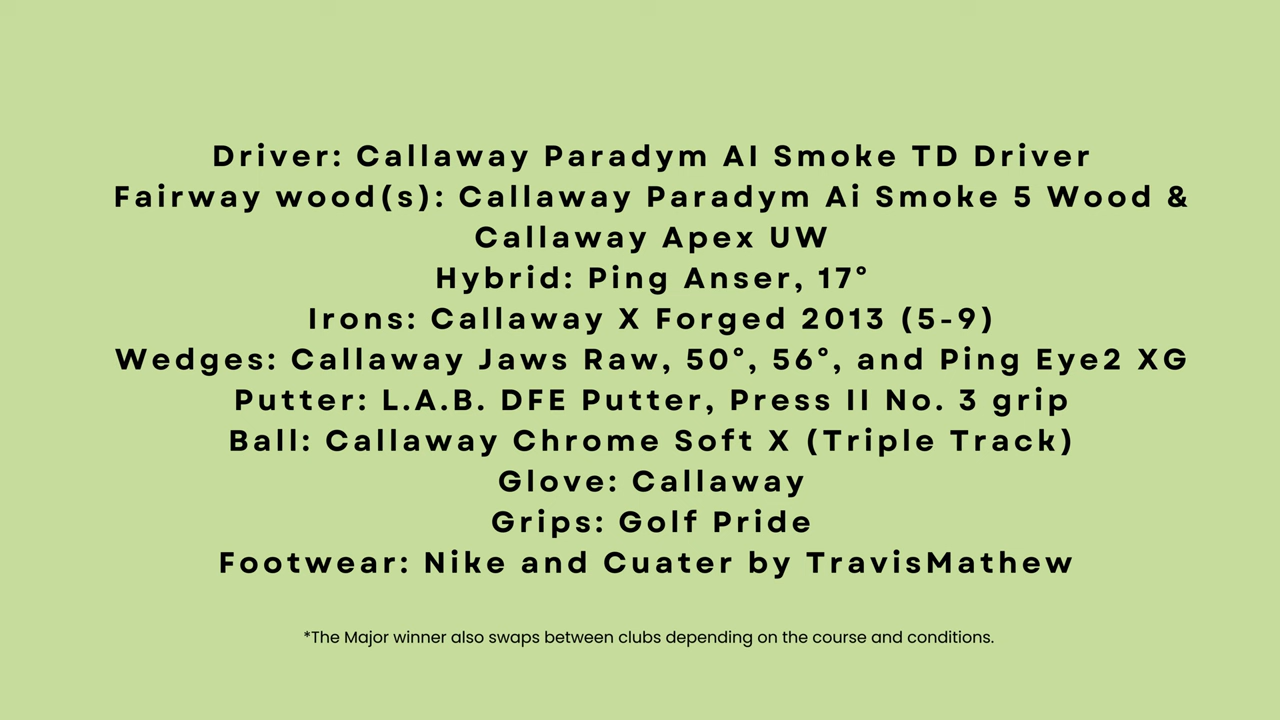 Driver: Callaway Paradym AI Smoke TD Driver
Fairway wood(s): Callaway Paradym Ai Smoke 5 Wood &
Callaway Apex UW
Hybrid: Ping Anser, 17°
Irons: Callaway X Forged 2013 (5-9)
Wedges: Callaway Jaws Raw, 50°, 56°, and Ping Eye2 XG
Putter: L.A.B. DFE Putter, Press II No. 3 grip
Ball: Callaway Chrome Soft X (Triple Track)
Glove: Callaway
Grips: Golf Pride
Footwear: Nike and Cuater by TravisMathew
*The Major winner also swaps between clubs depending on the course and conditions.